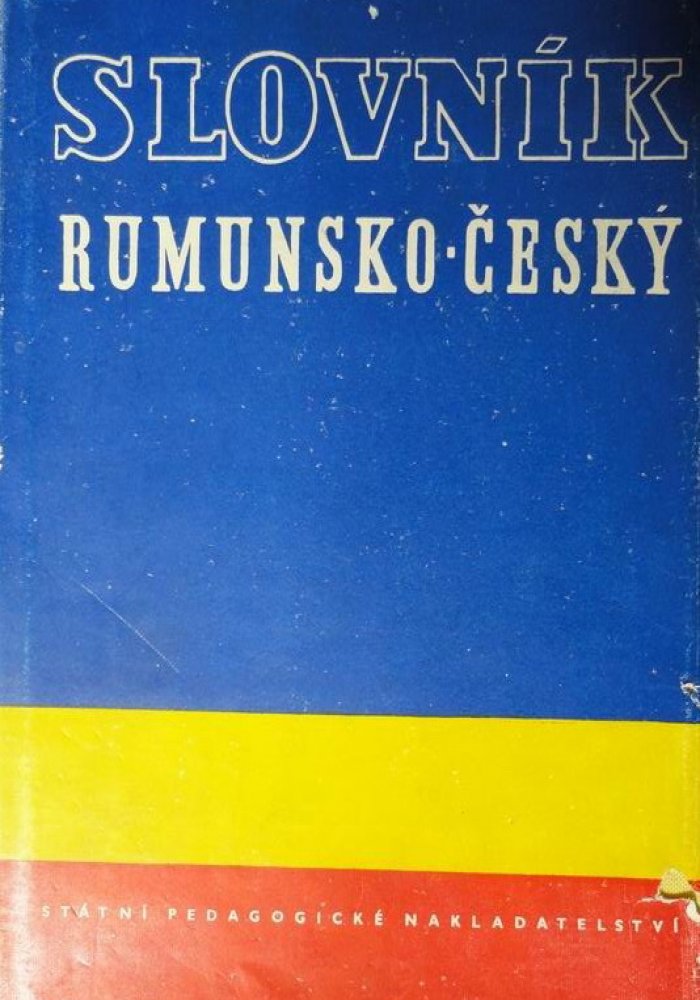 SLOVNÍK
RUMUNSKO-ČESKÝ
STÁTNÍ PEDAGOGICKÉ NAKLADATELSTVÍ